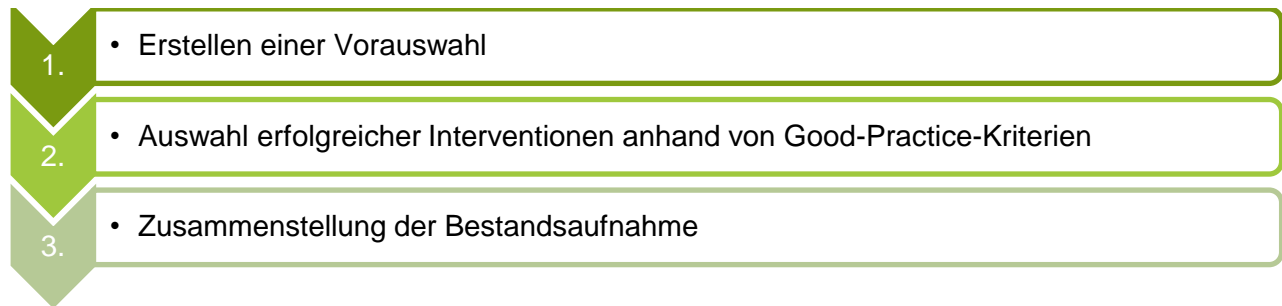 1. • Erstellen einer Vorauswahl
2. • Auswahl erfolgreicher Interventionen anhand von Good-Practice-Kriterien
3. • Zusammenstellung der Bestandsaufnahme